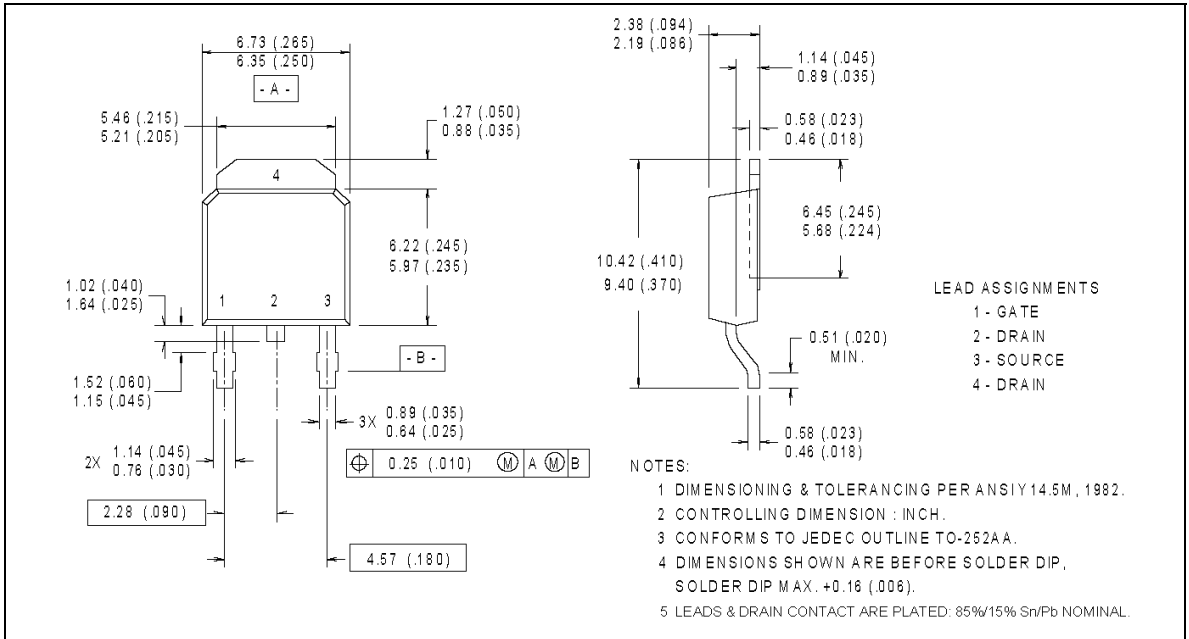 6.73 (.265)
6.35 (.250)
- A -
5.46 (.215)
5.21 (.205)
1.27 (.050)
0.88 (.035)
4
6.22 (.245)
5.97 (.235)
1.02 (.040)
1.64 (.025)
1 2 3
- B -
1.52 (.060)
1.15 (.045)
3X 0.89 (.035)
0.64 (.025)
2X 1.14 (.045)
0.76 (.030)
⌖ 0.25 (.010) Ⓜ A Ⓜ B
2.28 (.090)
4.57 (.180)
2.38 (.094)
2.19 (.086)
1.14 (.045)
0.89 (.035)
0.58 (.023)
0.46 (.018)
6.45 (.245)
5.68 (.224)
10.42 (.410)
9.40 (.370)
0.51 (.020)
MIN.
0.58 (.023)
0.46 (.018)
LEAD ASSIGNMENTS
1 - GATE
2 - DRAIN
3 - SOURCE
4 - DRAIN
NOTES:
1 DIMENSIONING & TOLERANCING PER ANSI Y14.5M, 1982.
2 CONTROLLING DIMENSION : INCH.
3 CONFORMS TO JEDEC OUTLINE TO-252AA.
4 DIMENSIONS SHOWN ARE BEFORE SOLDER DIP,
SOLDER DIP MAX. +0.16 (.006).
5 LEADS & DRAIN CONTACT ARE PLATED: 85%/15% Sn/Pb NOMINAL.